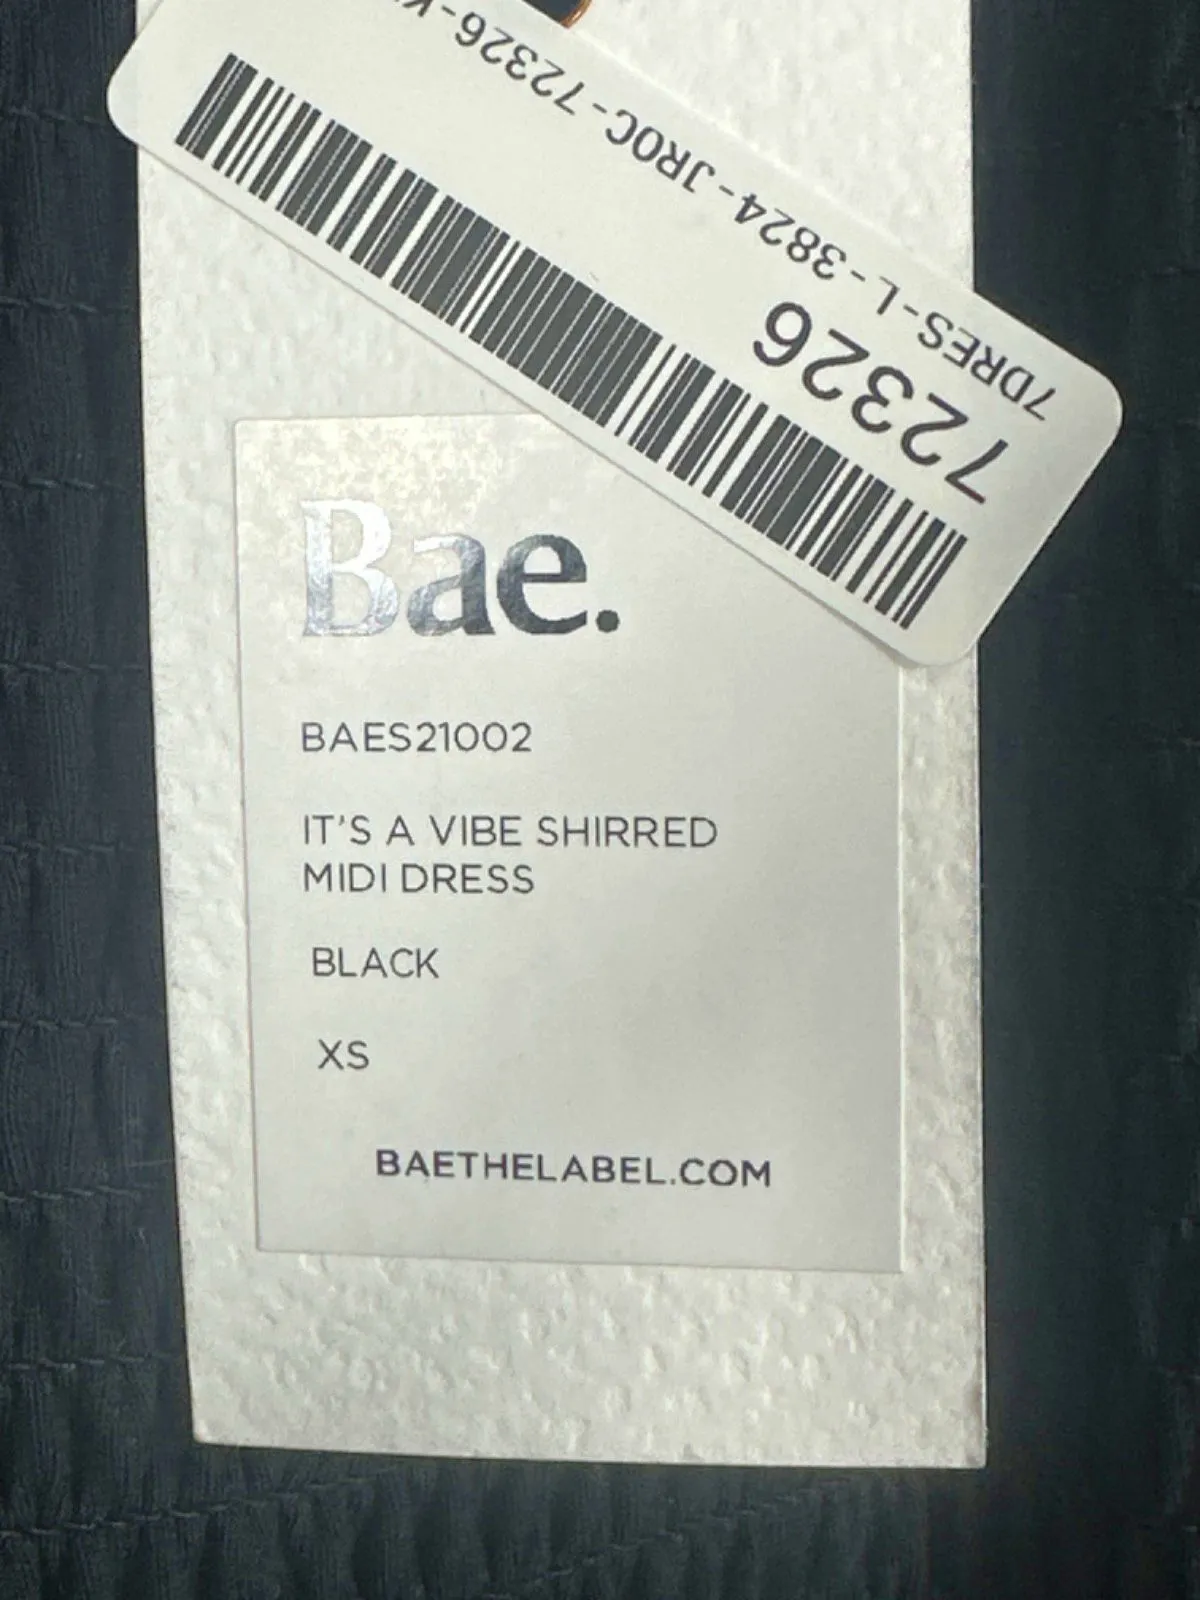 7DRES-L-3824-JROC-72326-
72326
Bae.
BAES21002
IT'S A VIBE SHIRRED
MIDI DRESS
BLACK
XS
BAETHELABEL.COM